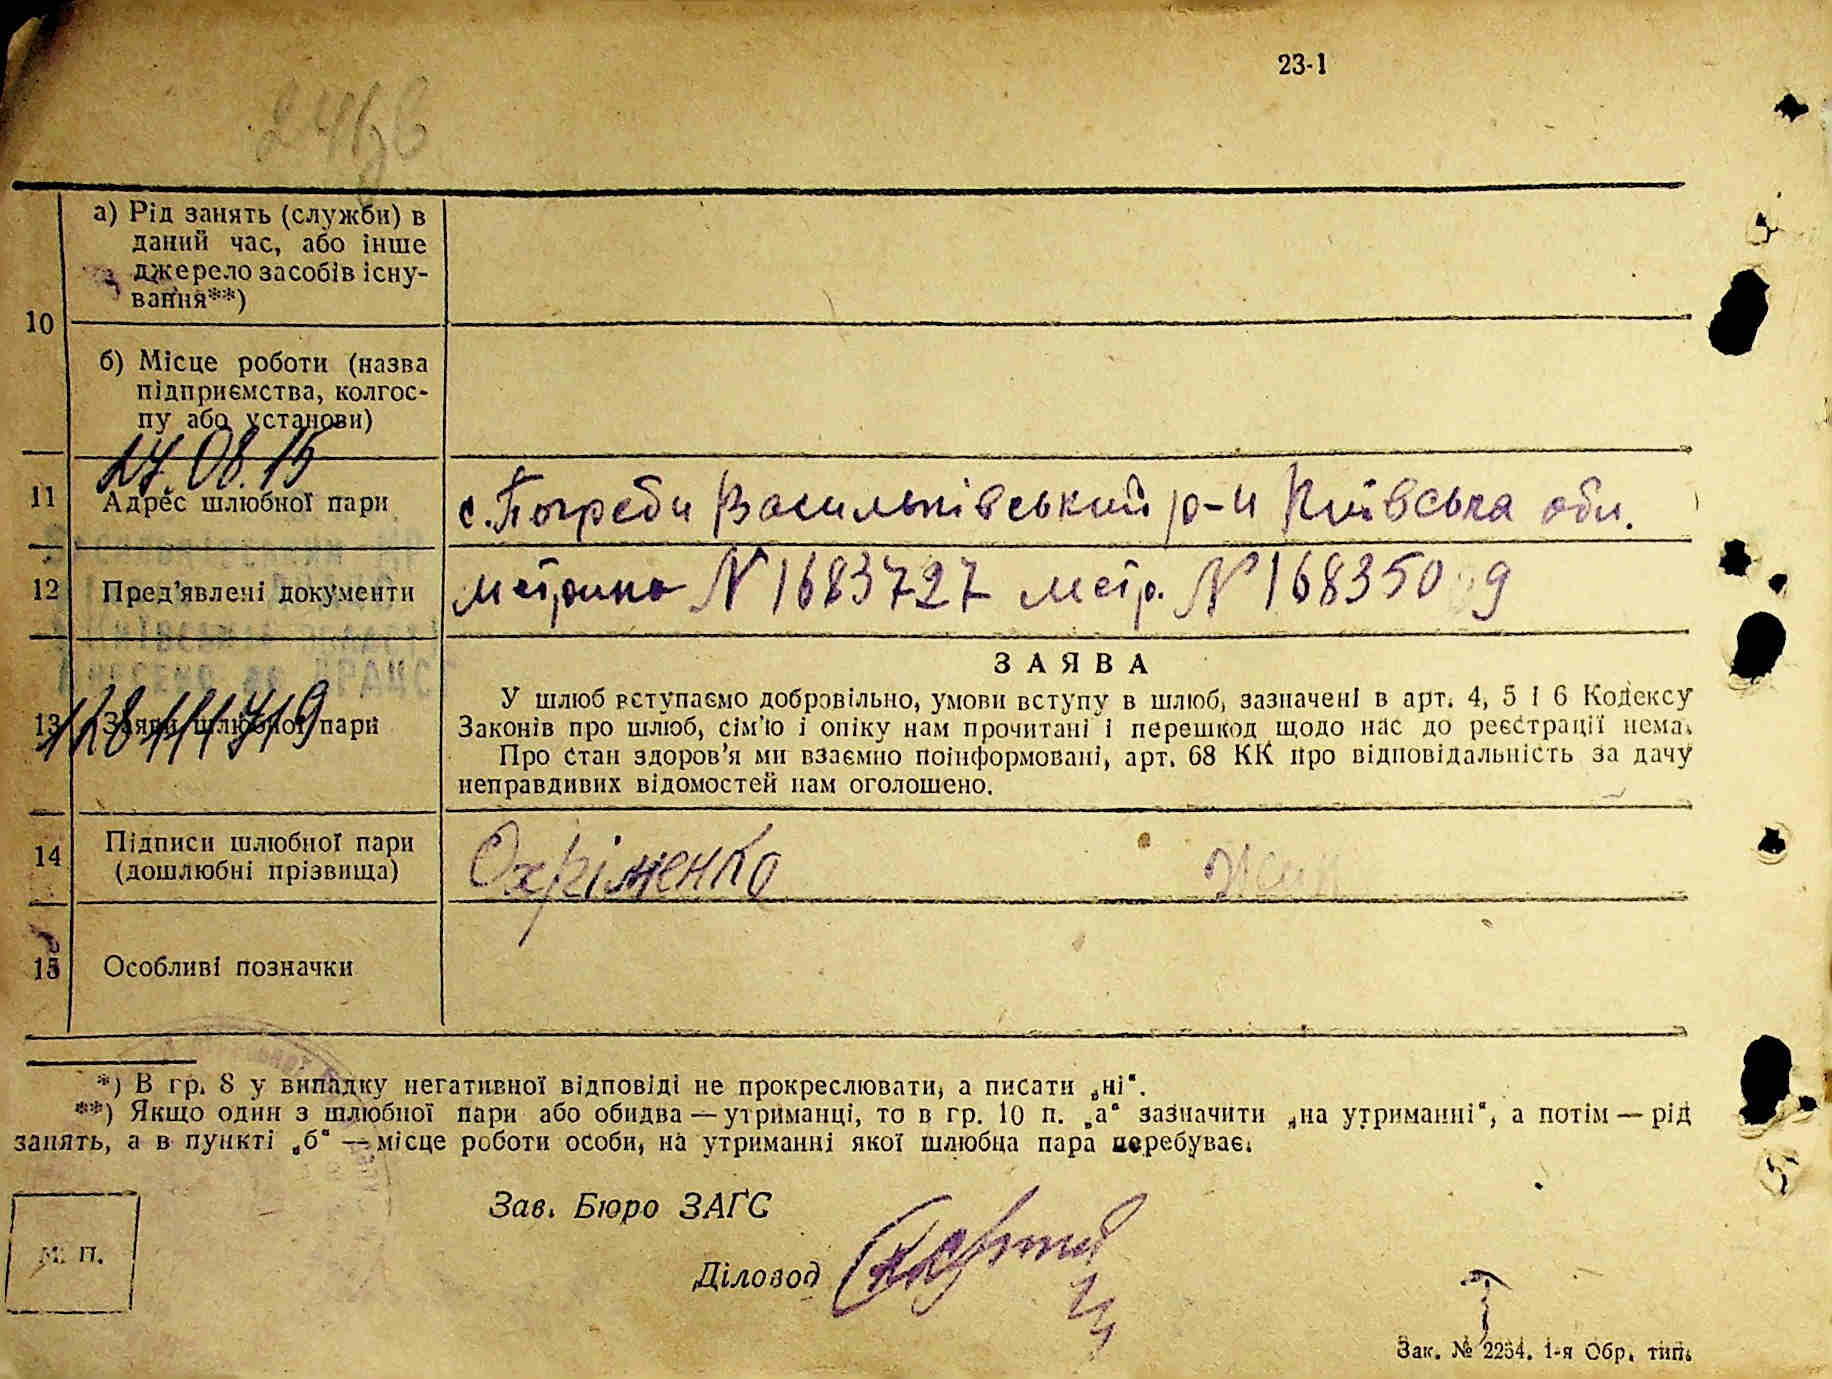 23-1
2468
10
а) Рід занять (служби) в
даний час, або інше
джерело засобів існу-
вання**)
б) Місце роботи (назва
підприємства, колгос-
пу або установи)
27.08.15
11
Адрес шлюбної пари
с. Погреби Васильківський р-н Київська обл.
12
Пред’явлені документи
метрика N 1683727 метр. N 168350 9
13
Заяви шлюбної пари
128111719
ЗАЯВА
У шлюб вступаємо добровільно, умови вступу в шлюб, зазначені в арт. 4, 5 і 6 Кодексу
Законів про шлюб, сім’ю і опіку нам прочитані і перешкод щодо нас до реєстрації нема.
Про стан здоров’я ми взаємно поінформовані, арт. 68 КК про відповідальність за дачу
неправдивих відомостей нам оголошено.
14
Підписи шлюбної пари
(дошлюбні прізвища)
Охріменко
15
Особливі позначки
*) В гр. 8 у випадку негативної відповіді не прокреслювати, а писати „ні“.
**) Якщо один з шлюбної пари або обидва — утриманці, то в гр. 10 п. „а“ зазначити „на утриманні“, а потім — рід
занять, а в пункті „б“ — місце роботи особи, на утриманні якої шлюбна пара перебуває.
Зав. Бюро ЗАГС
м. п.
Діловод
Зак. № 2254. 1-я Обр. тип.